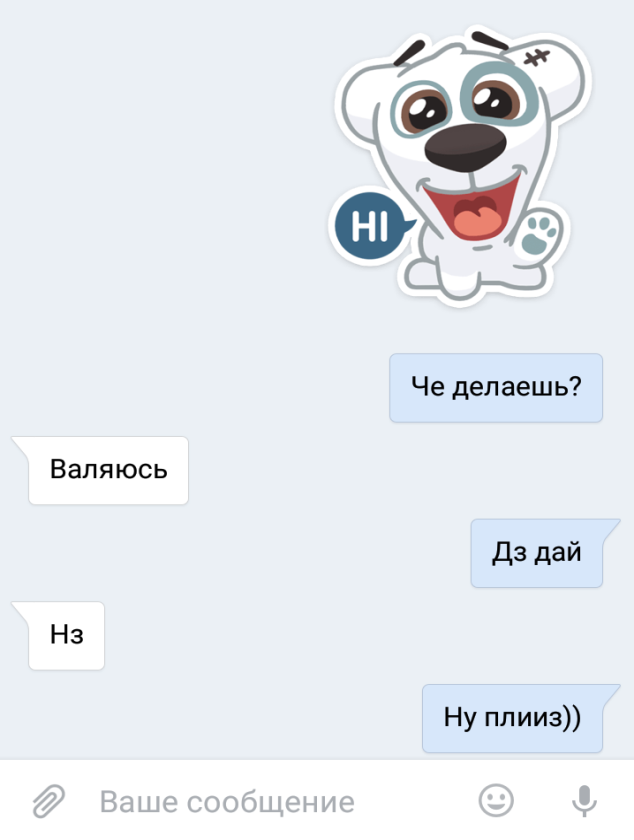 HI
Че делаешь?
Валяюсь
Дз дай
Нз
Ну плииз))
Ваше сообщение